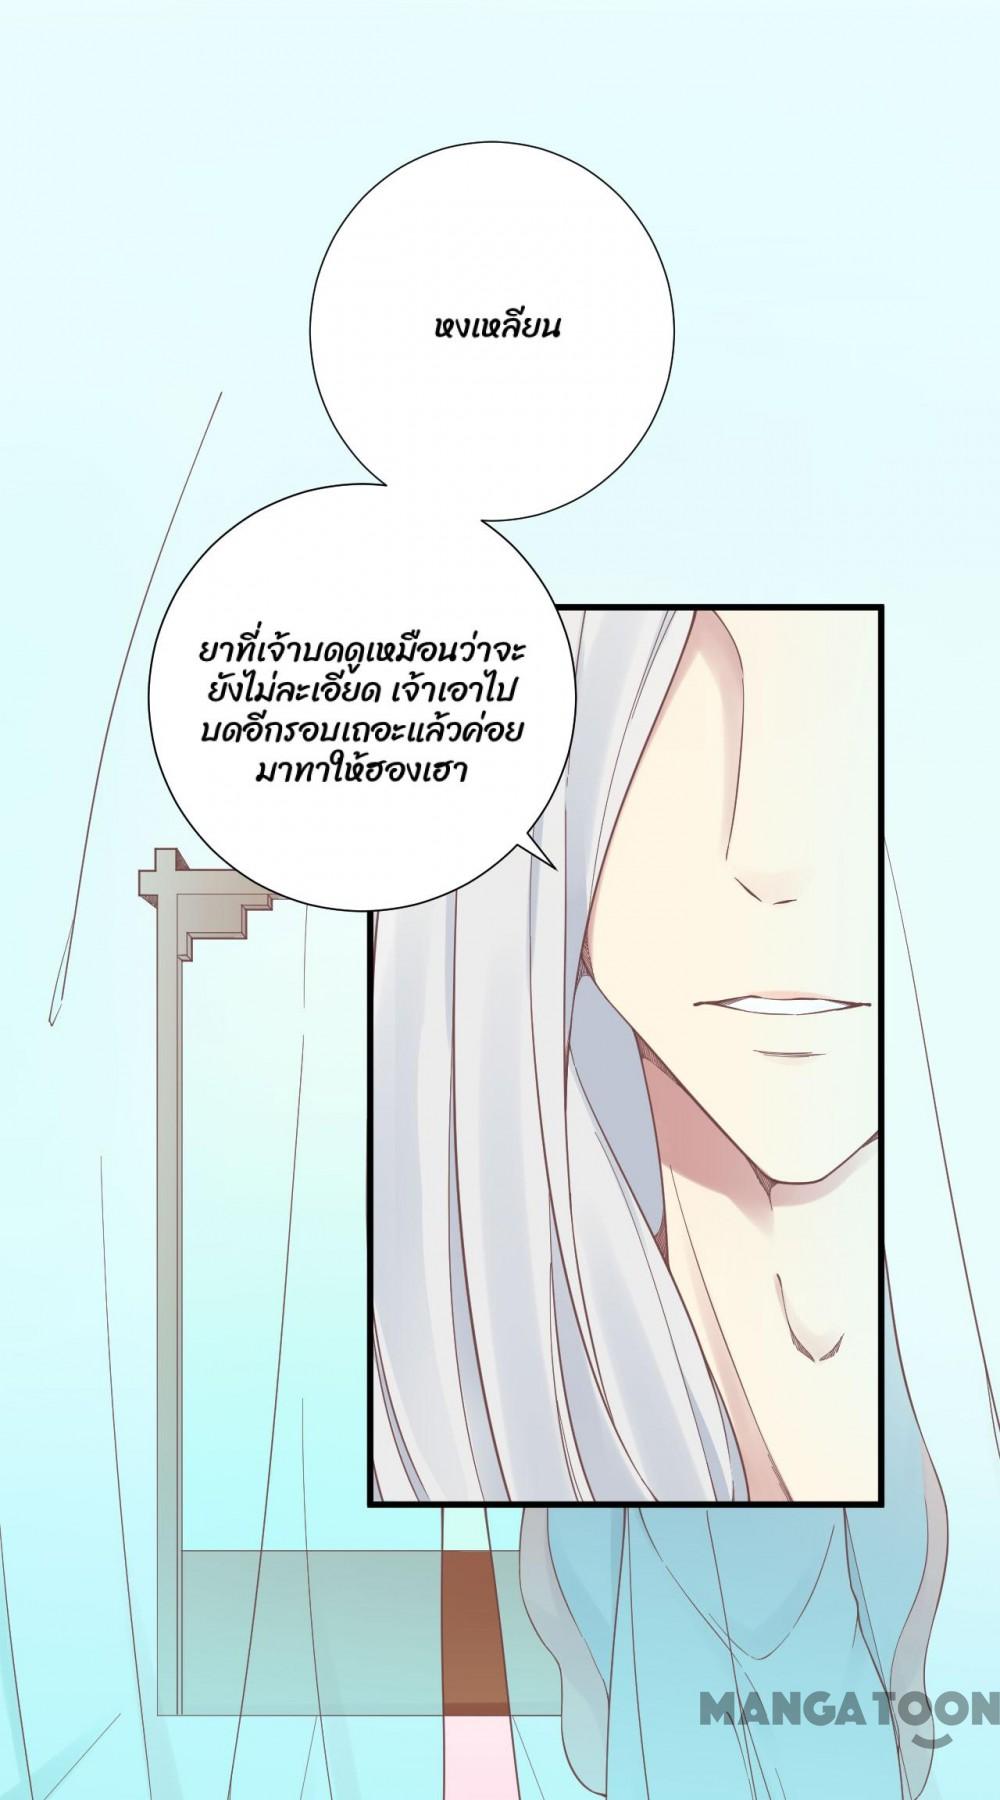 หงเหลียน
ยาที่เจ้าบดดูเหมือนว่าจะ
ยังไม่ละเอียด เจ้าเอาไป
บดอีกรอบเถอะแล้วค่อย
มาทาให้ฮองเฮา
MANGATOON